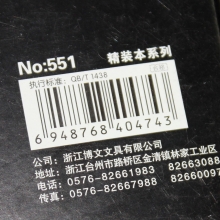 No:551 精装本系列
执行标准: QB/T 1438
6 948768 404743
公司: 浙江博文文具有限公司
浙江台州市路桥区金清镇林家工业区
电话: 0576-82661983 82663088
传真: 0576-82667988 8266009